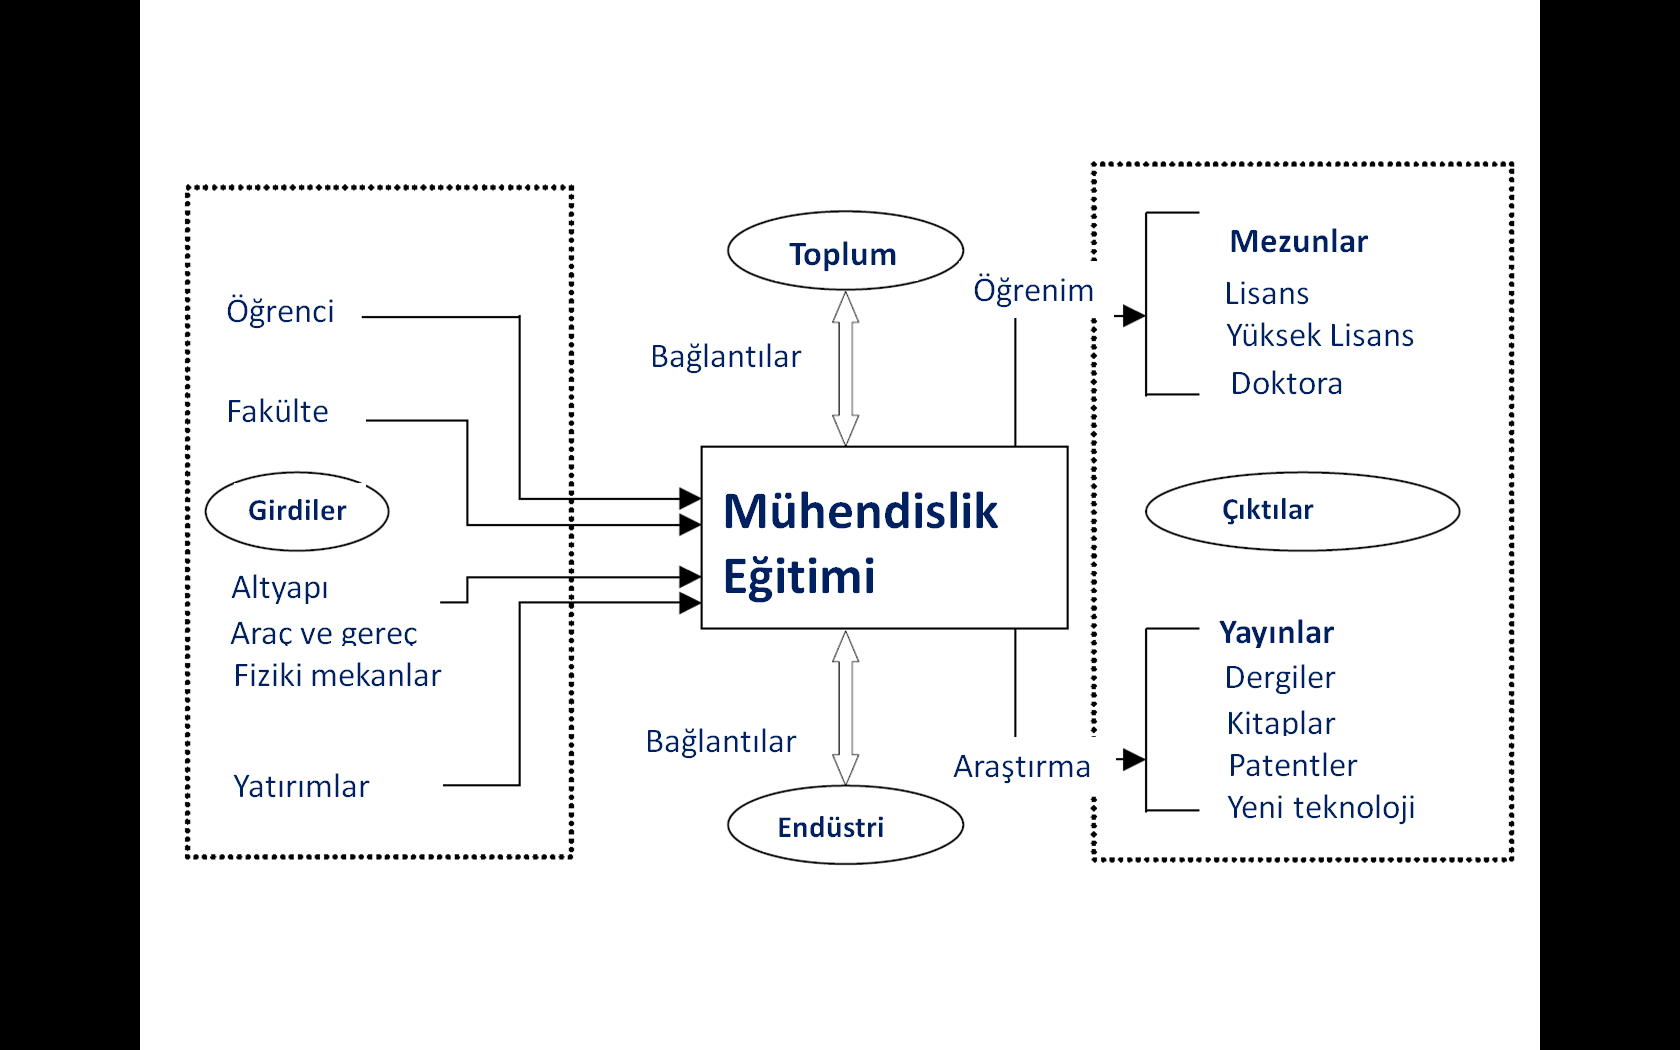 Öğrenci
Fakülte
Girdiler
Altyapı
Araç ve gereç
Fiziki mekanlar
Yatırımlar
Toplum
Bağlantılar
Mühendislik
Eğitimi
Bağlantılar
Endüstri
Öğrenim
Araştırma
Mezunlar
Lisans
Yüksek Lisans
Doktora
Çıktılar
Yayınlar
Dergiler
Kitaplar
Patentler
Yeni teknoloji